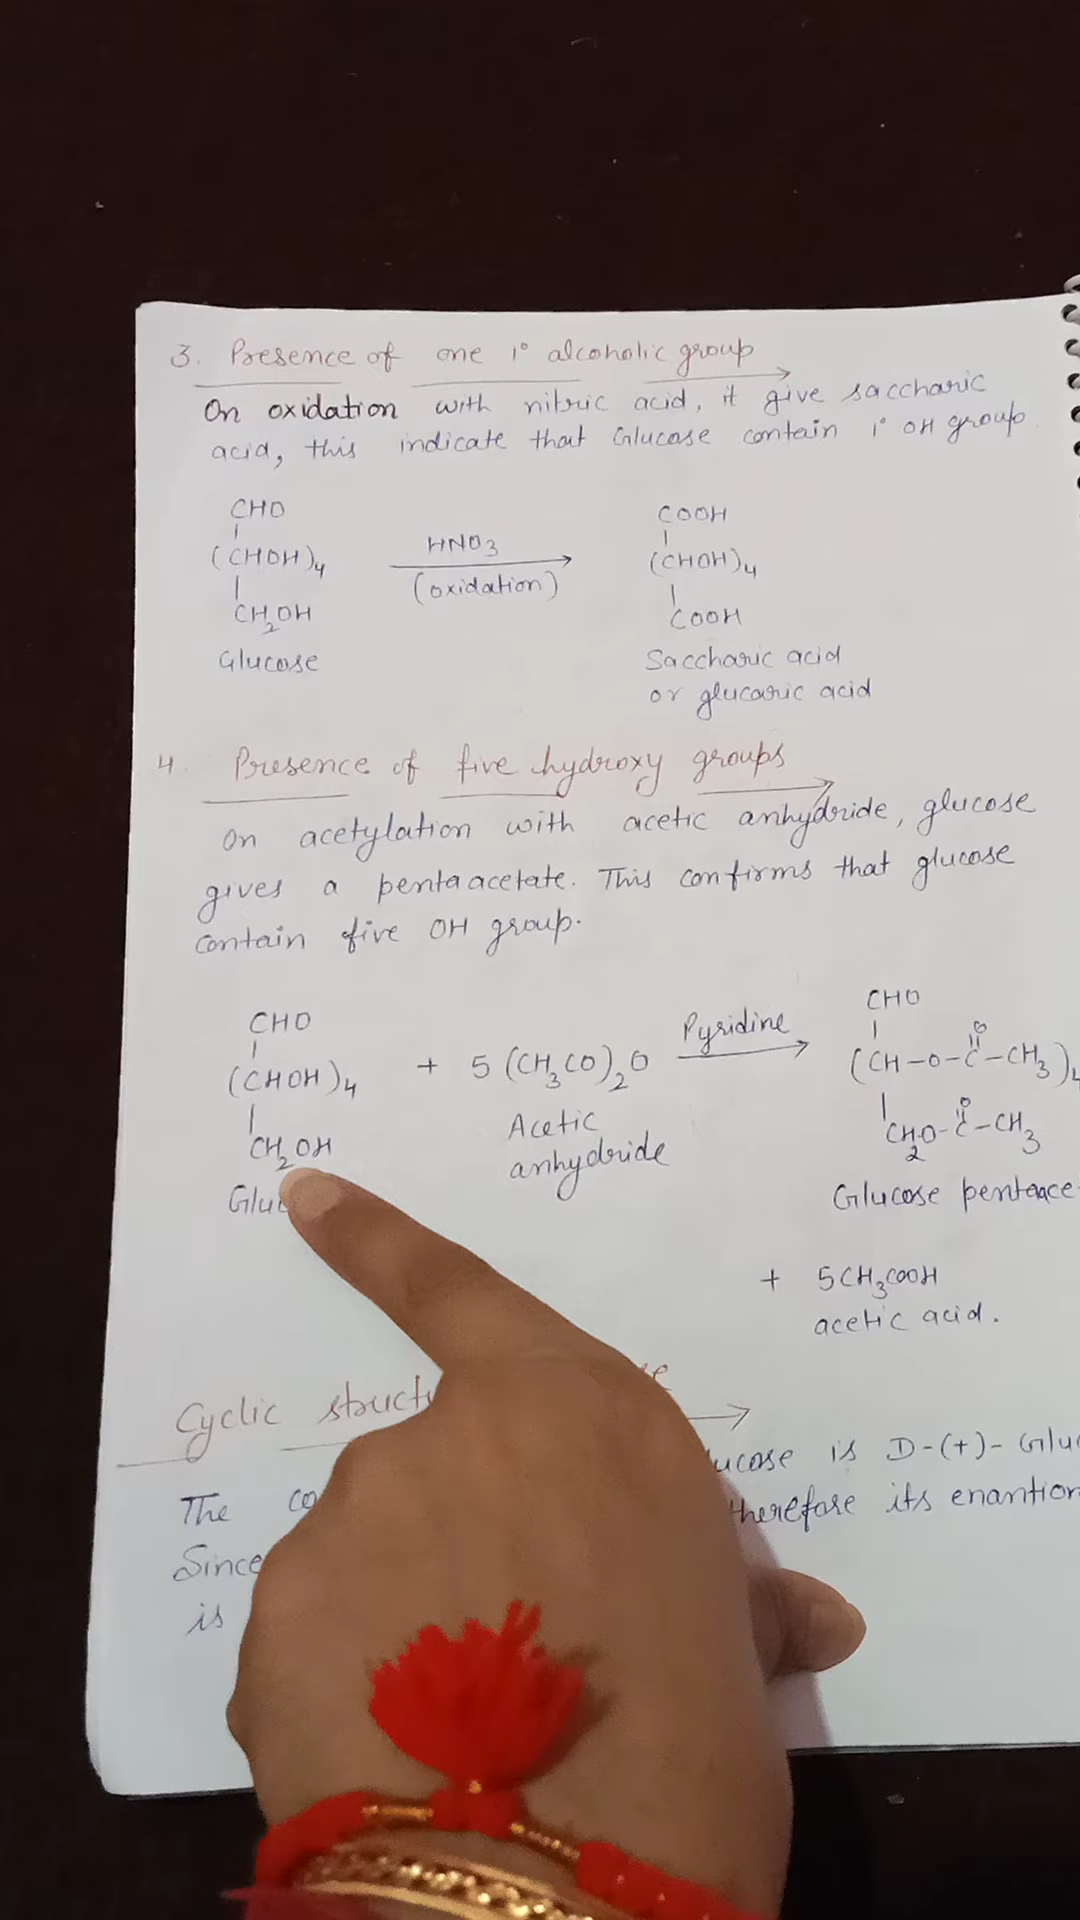 3. Presence of one 1° alcoholic group
On oxidation with nitric acid, it give saccharic
acid, this indicate that Glucose contain 1° OH group.
CHO
(CHOH)4
CH2OH
Glucose
HNO3
(oxidation)
COOH
(CHOH)4
COOH
Saccharic acid
or glucaric acid
4. Presence of five hydroxy groups
On acetylation with acetic anhydride, glucose
gives a pentaacetate. This confirms that glucose
contain five OH group.
CHO
(CHOH)4
CH2OH
Glu
+ 5 (CH3CO)2O
Acetic
anhydride
Pyridine
CHO
(CH-O-C-CH3)4
O
CH2O-C-CH3
O
Glucose pentaace
+ 5CH3COOH
acetic acid.
Cyclic struct
The co ucose is D-(+)- Glu
Since therefore its enantiom
is